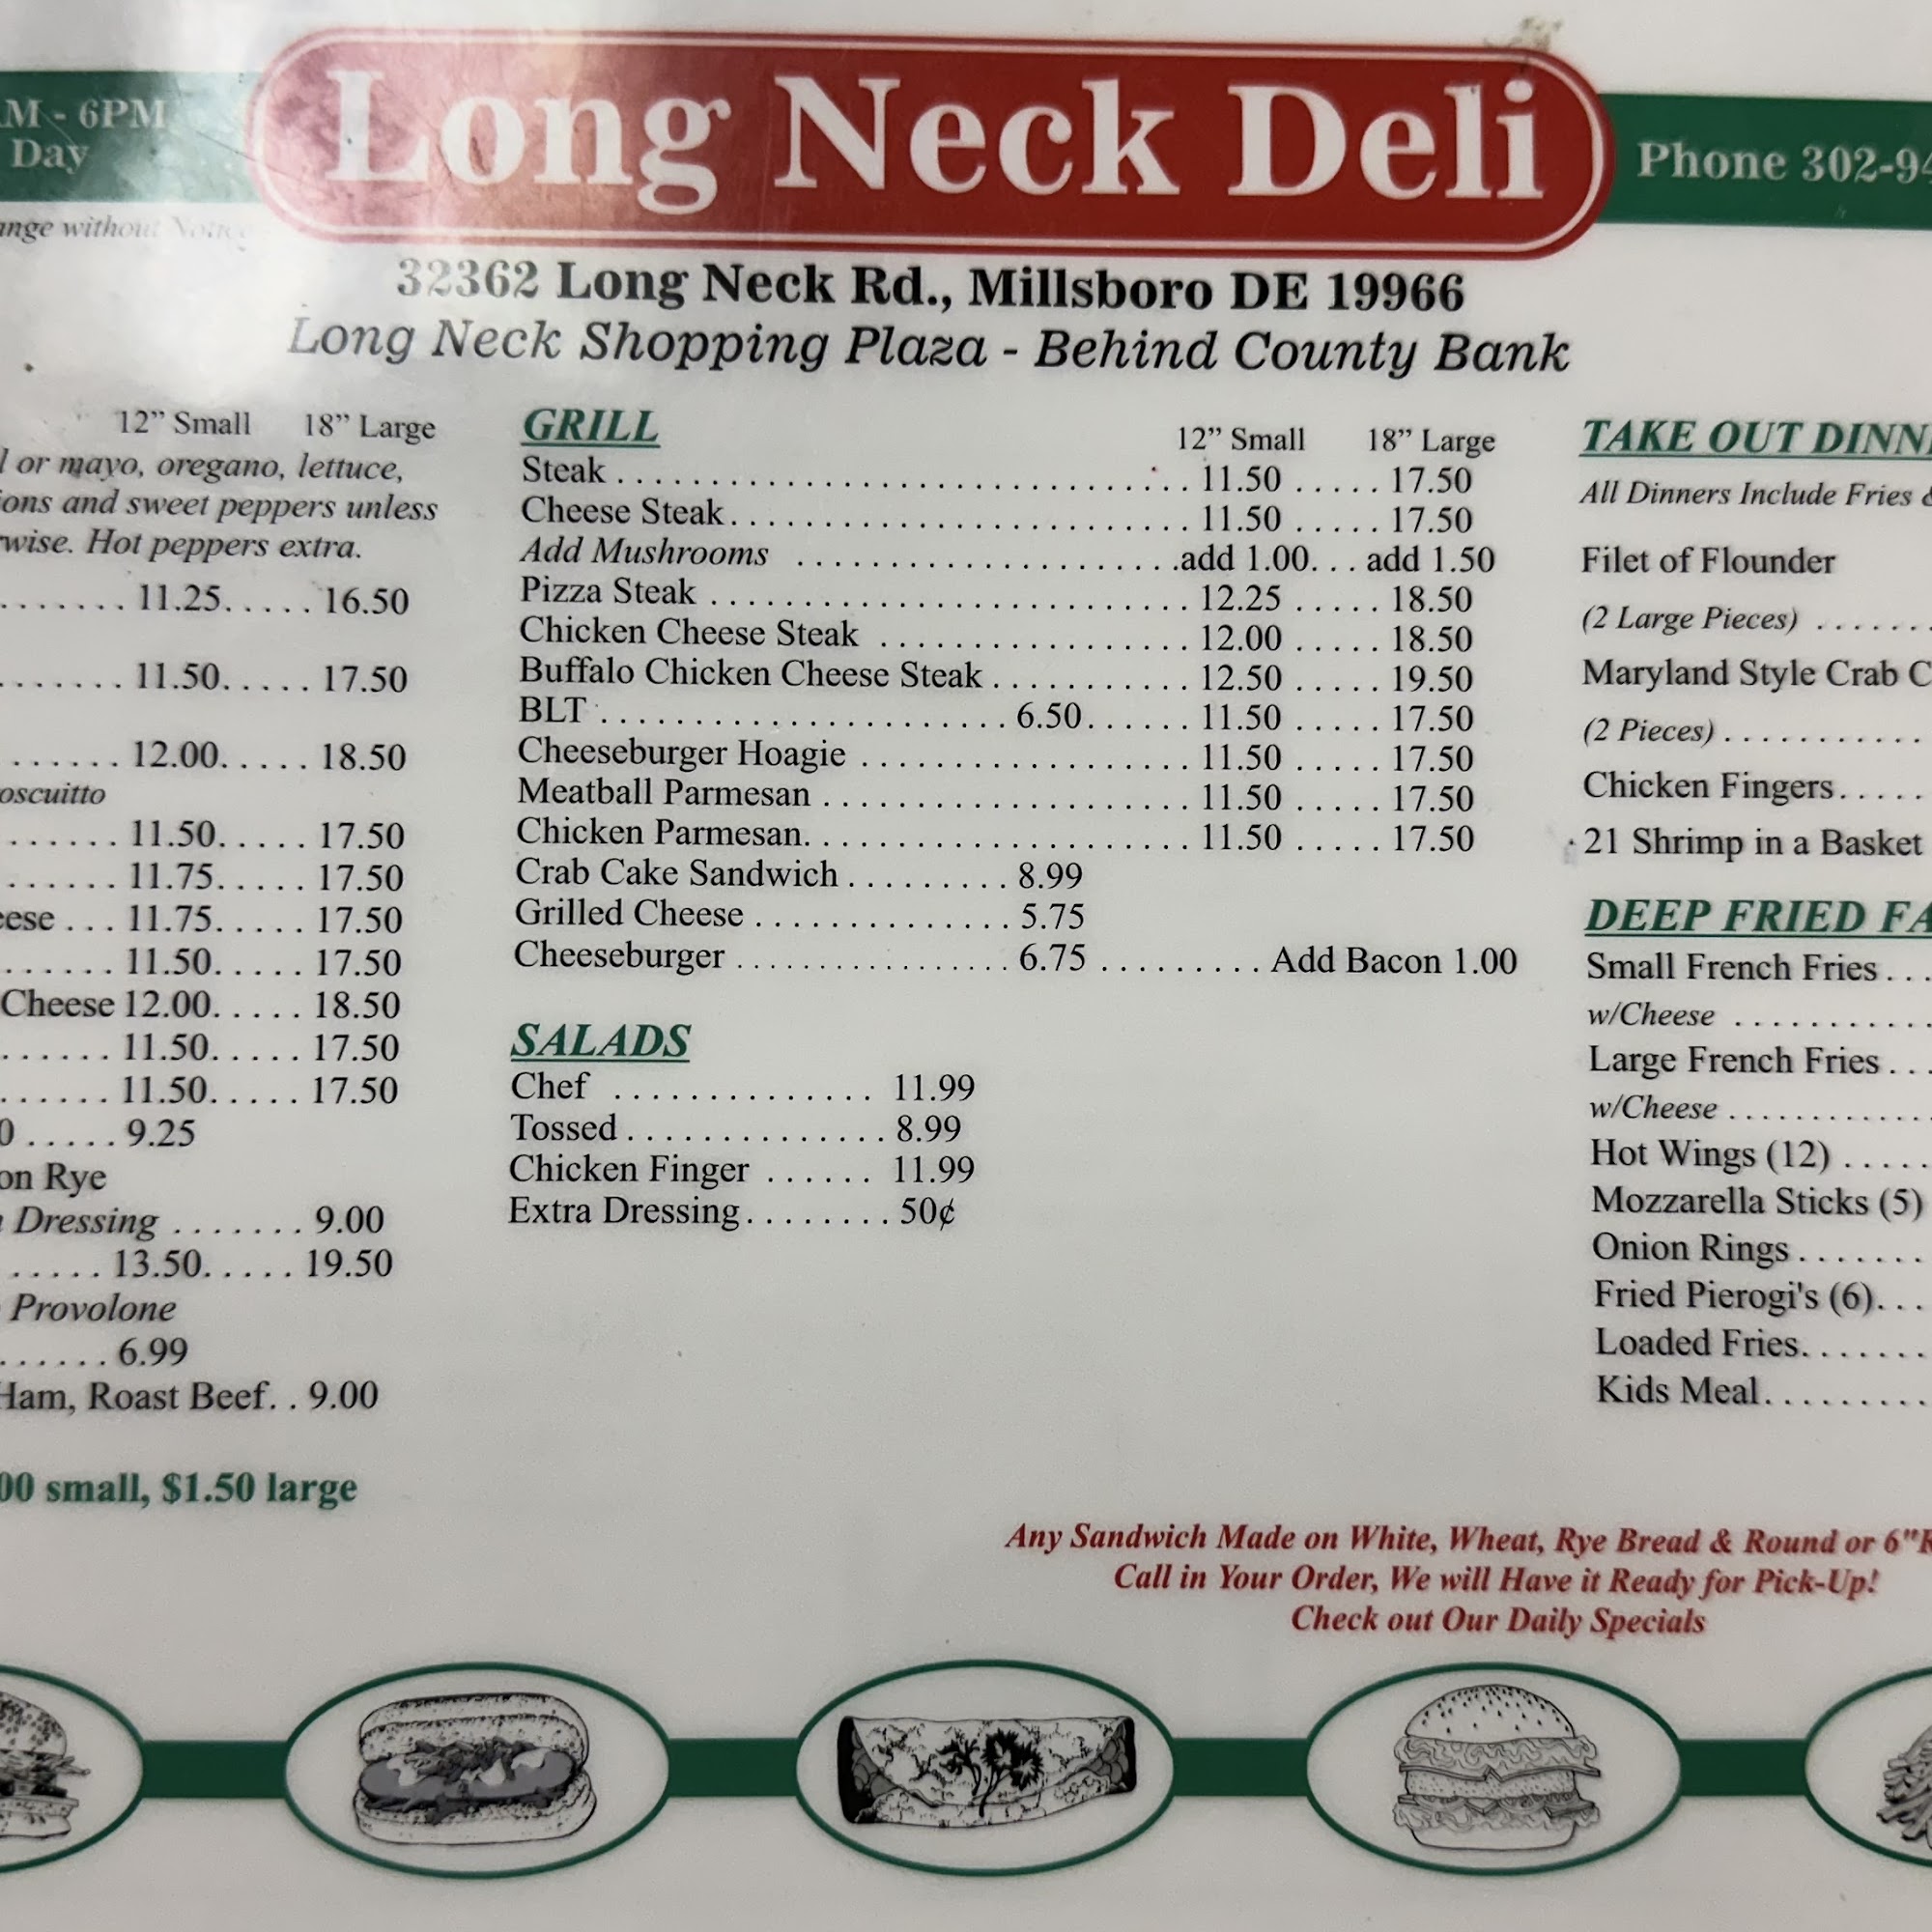 AM - 6PM
Day
Long Neck Deli
Phone 302-94
ange without Notice
32362 Long Neck Rd., Millsboro DE 19966
Long Neck Shopping Plaza - Behind County Bank
12” Small 18” Large
l or mayo, oregano, lettuce,
ions and sweet peppers unless
rwise. Hot peppers extra.
....... 11.25..... 16.50
....... 11.50..... 17.50
...... 12.00..... 18.50
oscuitto
...... 11.50..... 17.50
...... 11.75..... 17.50
eese ... 11.75..... 17.50
...... 11.50..... 17.50
Cheese 12.00..... 18.50
...... 11.50..... 17.50
...... 11.50..... 17.50
0 ..... 9.25
on Rye
Dressing ....... 9.00
..... 13.50..... 19.50
Provolone
...... 6.99
Ham, Roast Beef.. 9.00
00 small, $1.50 large
GRILL
12” Small 18” Large
Steak ............................... 11.50 ..... 17.50
Cheese Steak......................... 11.50 ..... 17.50
Add Mushrooms .....................add 1.00... add 1.50
Pizza Steak .......................... 12.25 ..... 18.50
Chicken Cheese Steak ................. 12.00 ..... 18.50
Buffalo Chicken Cheese Steak ........... 12.50 ..... 19.50
BLT ...................... 6.50...... 11.50 ..... 17.50
Cheeseburger Hoagie .................. 11.50 ..... 17.50
Meatball Parmesan .................... 11.50 ..... 17.50
Chicken Parmesan..................... 11.50 ..... 17.50
Crab Cake Sandwich ......... 8.99
Grilled Cheese .............. 5.75
Cheeseburger ............... 6.75 ......... Add Bacon 1.00
SALADS
Chef .............. 11.99
Tossed .............. 8.99
Chicken Finger ...... 11.99
Extra Dressing........ 50¢
TAKE OUT DINN
All Dinners Include Fries &
Filet of Flounder
(2 Large Pieces) .......
Maryland Style Crab C
(2 Pieces) ...........
Chicken Fingers.....
21 Shrimp in a Basket
DEEP FRIED FA
Small French Fries ...
w/Cheese ...........
Large French Fries ...
w/Cheese ...........
Hot Wings (12) .....
Mozzarella Sticks (5)
Onion Rings .......
Fried Pierogi's (6)...
Loaded Fries.......
Kids Meal.........
Any Sandwich Made on White, Wheat, Rye Bread & Round or 6"R
Call in Your Order, We will Have it Ready for Pick-Up!
Check out Our Daily Specials